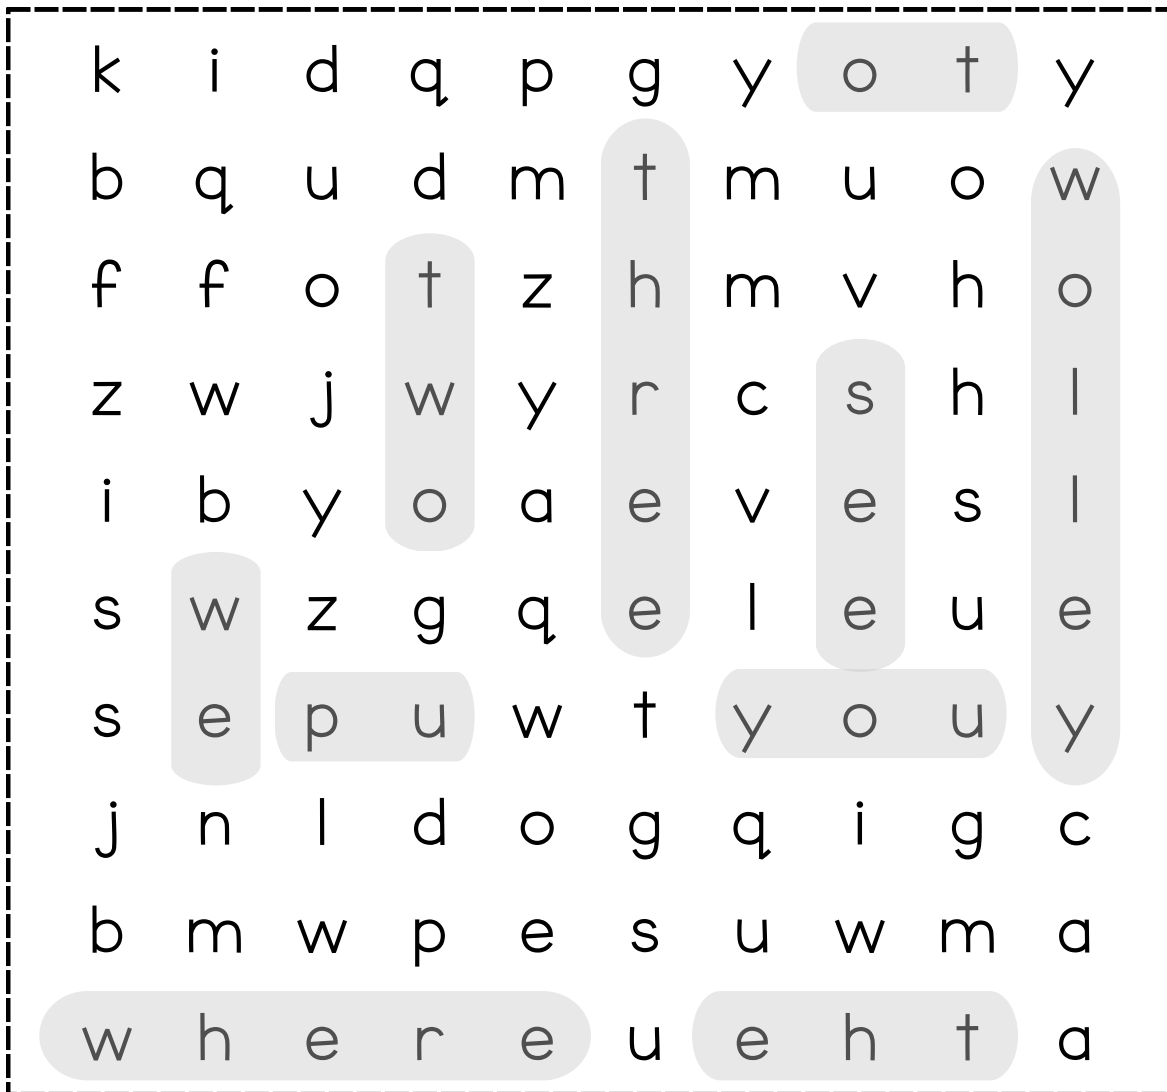 k i d q p g y o t y
b q u d m t m u o w
f f o t z h m v h o
z w j w y r c s h l
i b y o a e v e s l
s w z g q e l e u e
s e p u w t y o u y
j n l d o g q i g c
b m w p e s u w m a
w h e r e u e h t a